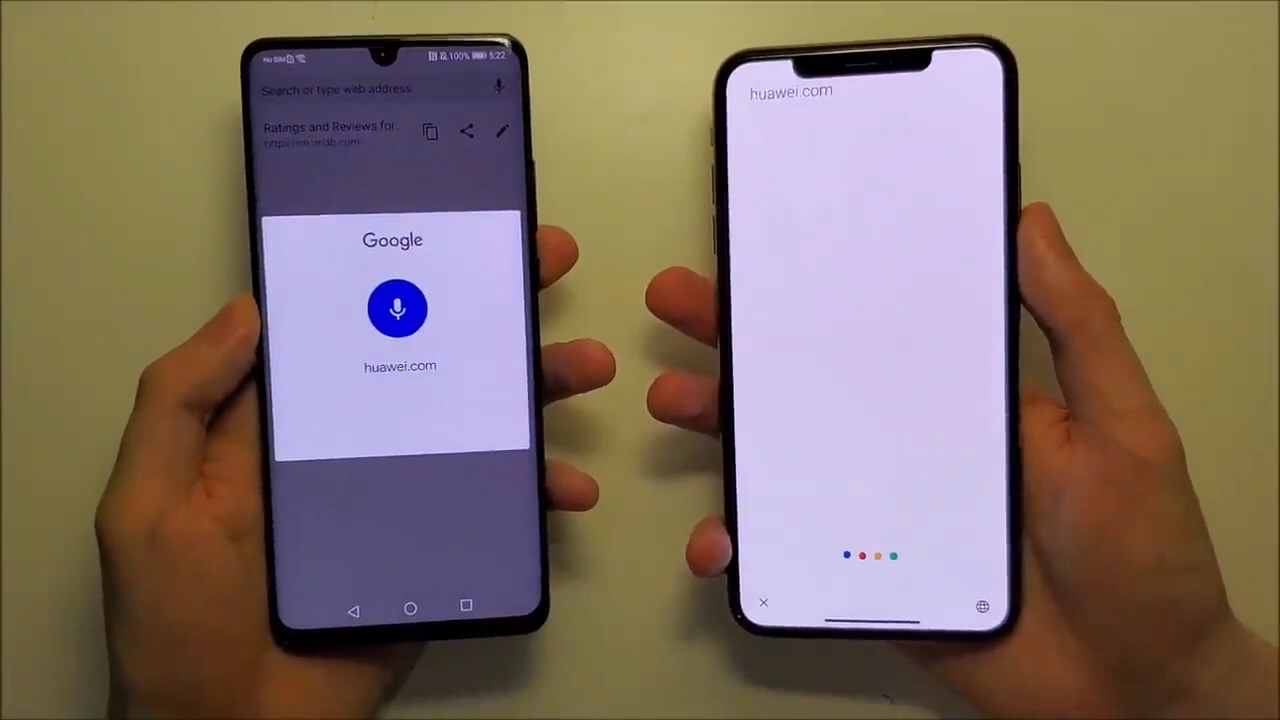 No SIM 100% 5:22
Search or type web address
Ratings and Reviews for
Google
huawei.com
huawei.com